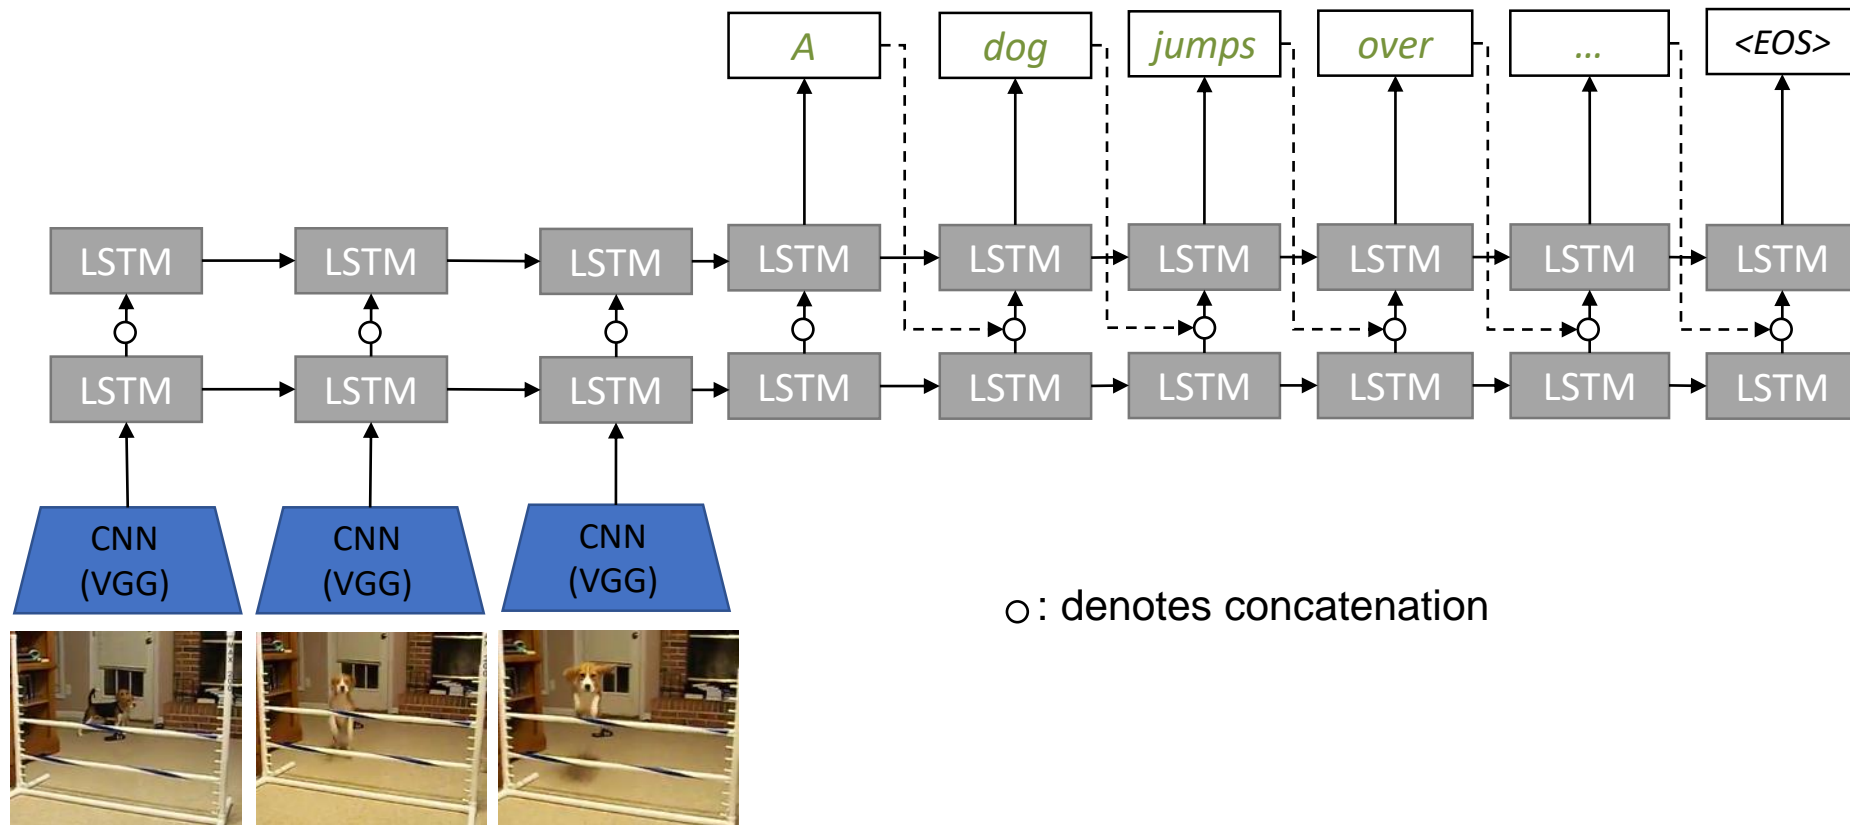 A dog jumps over ... <EOS>
LSTM LSTM LSTM LSTM LSTM LSTM LSTM LSTM LSTM
LSTM LSTM LSTM LSTM LSTM LSTM LSTM LSTM LSTM
CNN CNN CNN
(VGG) (VGG) (VGG)
: denotes concatenation